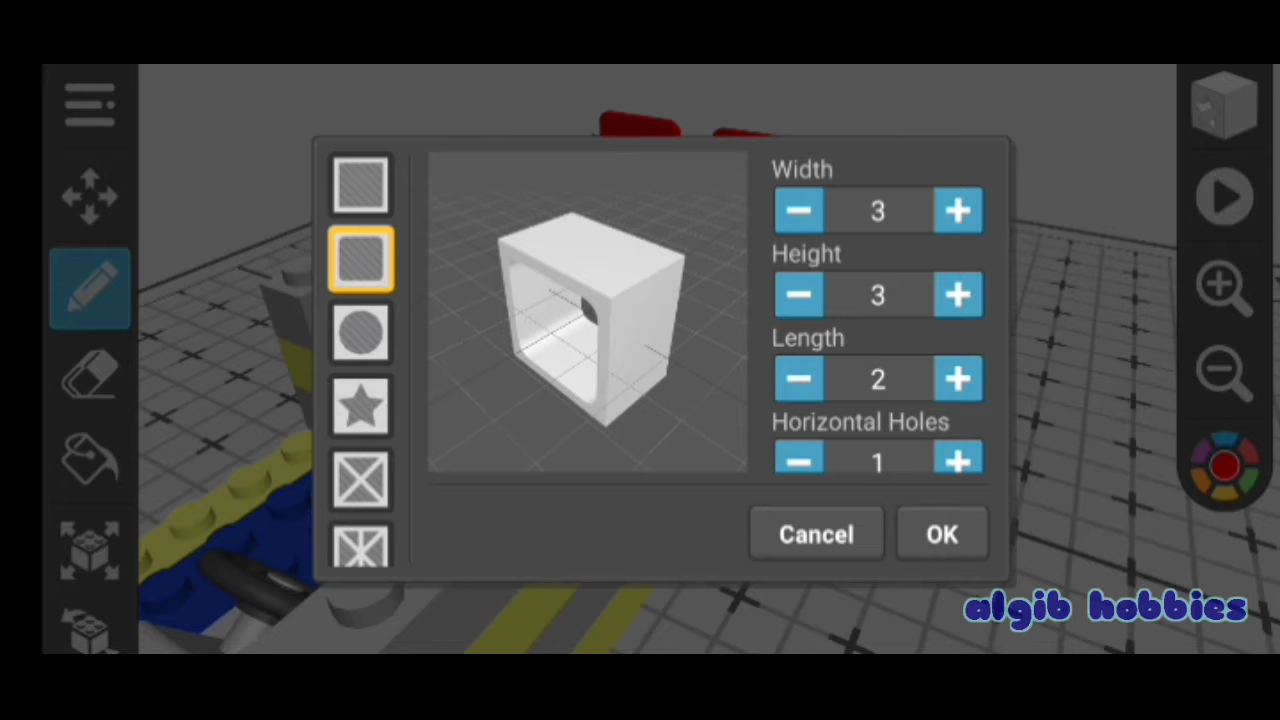 Width
3
Height
3
Length
2
Horizontal Holes
1
Cancel OK
algib hobbies